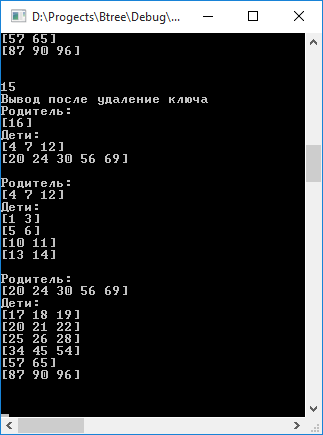 D:\Progects\Btree\Debug\...
[57 65]
[87 90 96]
15
Вывод после удаление ключа
Родитель:
[16]
Дети:
[4 7 12]
[20 24 30 56 69]
Родитель:
[4 7 12]
Дети:
[1 3]
[5 6]
[10 11]
[13 14]
Родитель:
[20 24 30 56 69]
Дети:
[17 18 19]
[20 21 22]
[25 26 28]
[34 45 54]
[57 65]
[87 90 96]